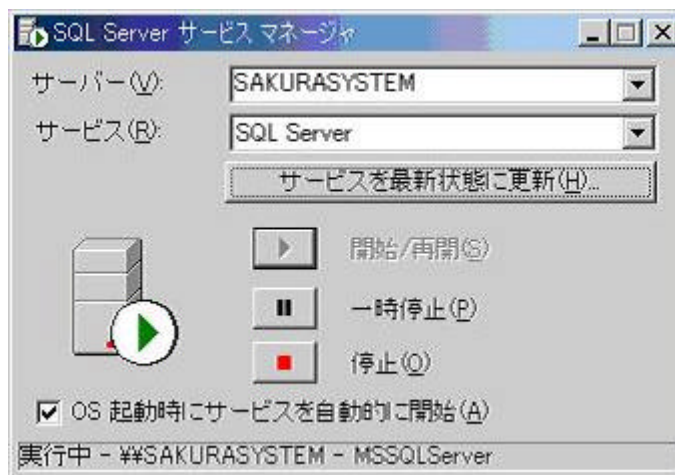 SQL Server サービス マネージャ
サーバー(V): SAKURASYSTEM
サービス(R): SQL Server
サービスを最新状態に更新(H)...
開始/再開(S)
一時停止(P)
停止(O)
OS 起動時にサービスを自動的に開始(A)
実行中 - ¥¥SAKURASYSTEM - MSSQLServer